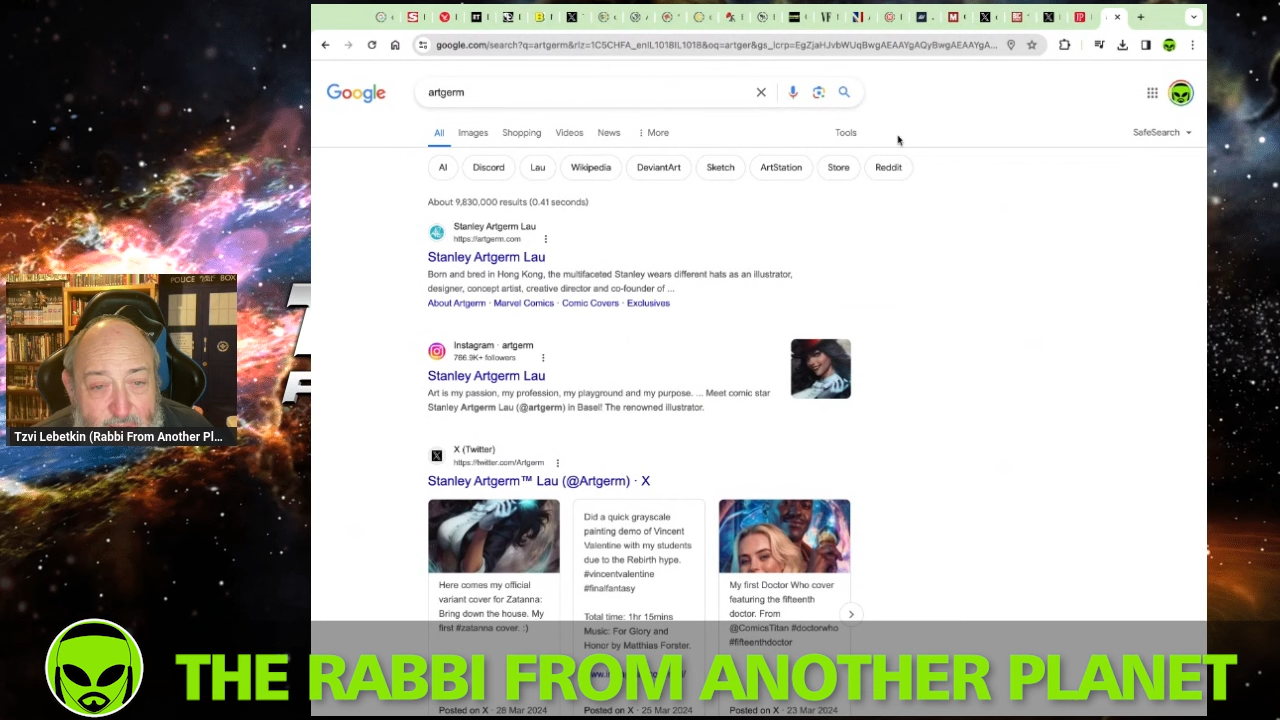 google.com/search?q=artgerm&rlz=1C5CHFA_enIL1018IL1018&oq=artger&gs_lcrp=EgZjaHJvbWUqBwgAEAAYgAQyBwgAEAAYgA...
Google
artgerm
All Images Shopping Videos News More Tools SafeSearch
AI Discord Lau Wikipedia DeviantArt Sketch ArtStation Store Reddit
About 9,830,000 results (0.41 seconds)
Stanley Artgerm Lau
https://artgerm.com
Stanley Artgerm Lau
Born and bred in Hong Kong, the multifaceted Stanley wears different hats as an illustrator,
designer, concept artist, creative director and co-founder of ...
About Artgerm · Marvel Comics · Comic Covers · Exclusives
Instagram · artgerm
766.9K+ followers
Stanley Artgerm Lau
Art is my passion, my profession, my playground and my purpose. ... Meet comic star
Stanley Artgerm Lau (@artgerm) in Basel! The renowned illustrator.
X (Twitter)
https://twitter.com/Artgerm
Stanley Artgerm™ Lau (@Artgerm) · X
Here comes my official
variant cover for Zatanna:
Bring down the house. My
first #zatanna cover. :)
Posted on X · 28 Mar 2024
Did a quick grayscale
painting demo of Vincent
Valentine with my students
due to the Rebirth hype.
#vincentvalentine
#finalfantasy
Total time: 1hr 15mins
Music: For Glory and
Honor by Matthias Forster.
Posted on X · 25 Mar 2024
My first Doctor Who cover
featuring the fifteenth
doctor. From
@ComicsTitan #doctorwho
#fifteenthdoctor
Posted on X · 23 Mar 2024
POLICE BOX
Tzvi Lebetkin (Rabbi From Another Pl...
THE RABBI FROM ANOTHER PLANET